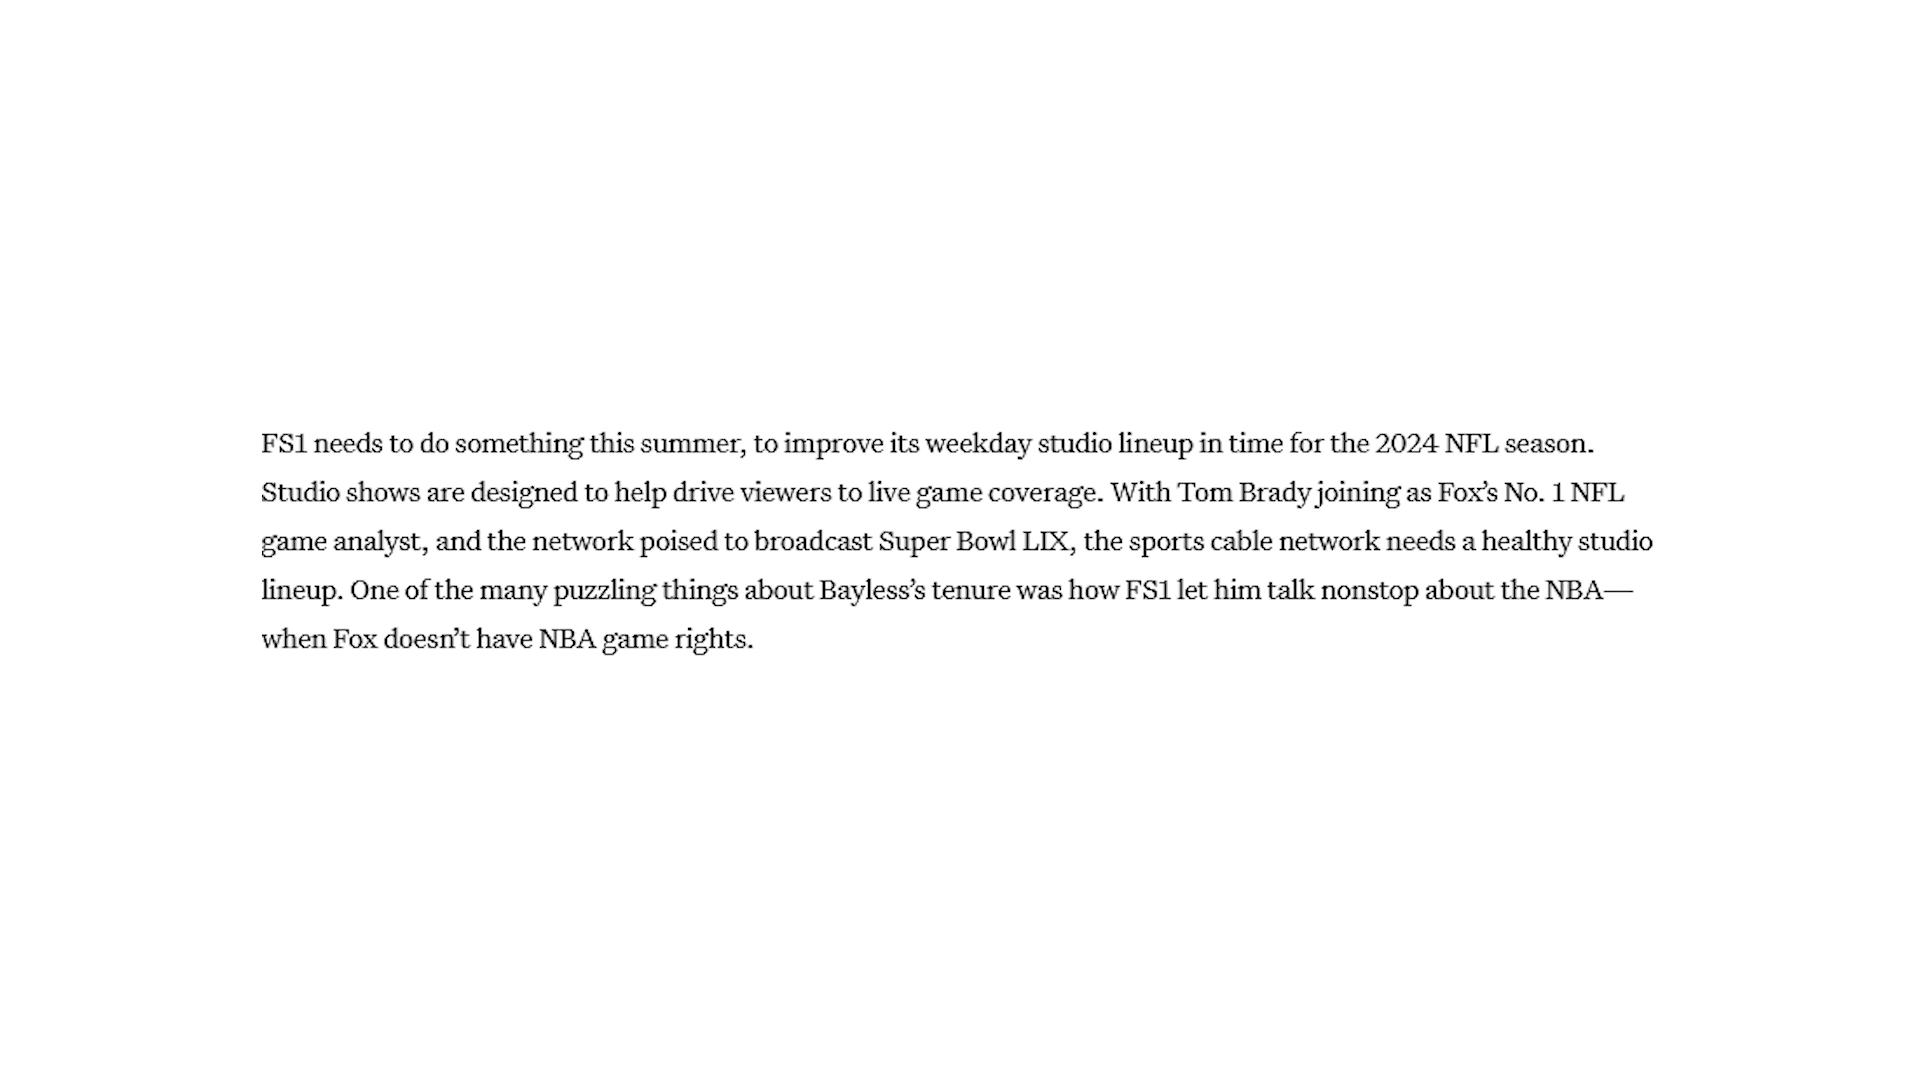 FS1 needs to do something this summer, to improve its weekday studio lineup in time for the 2024 NFL season.
Studio shows are designed to help drive viewers to live game coverage. With Tom Brady joining as Fox’s No. 1 NFL
game analyst, and the network poised to broadcast Super Bowl LIX, the sports cable network needs a healthy studio
lineup. One of the many puzzling things about Bayless’s tenure was how FS1 let him talk nonstop about the NBA—
when Fox doesn’t have NBA game rights.